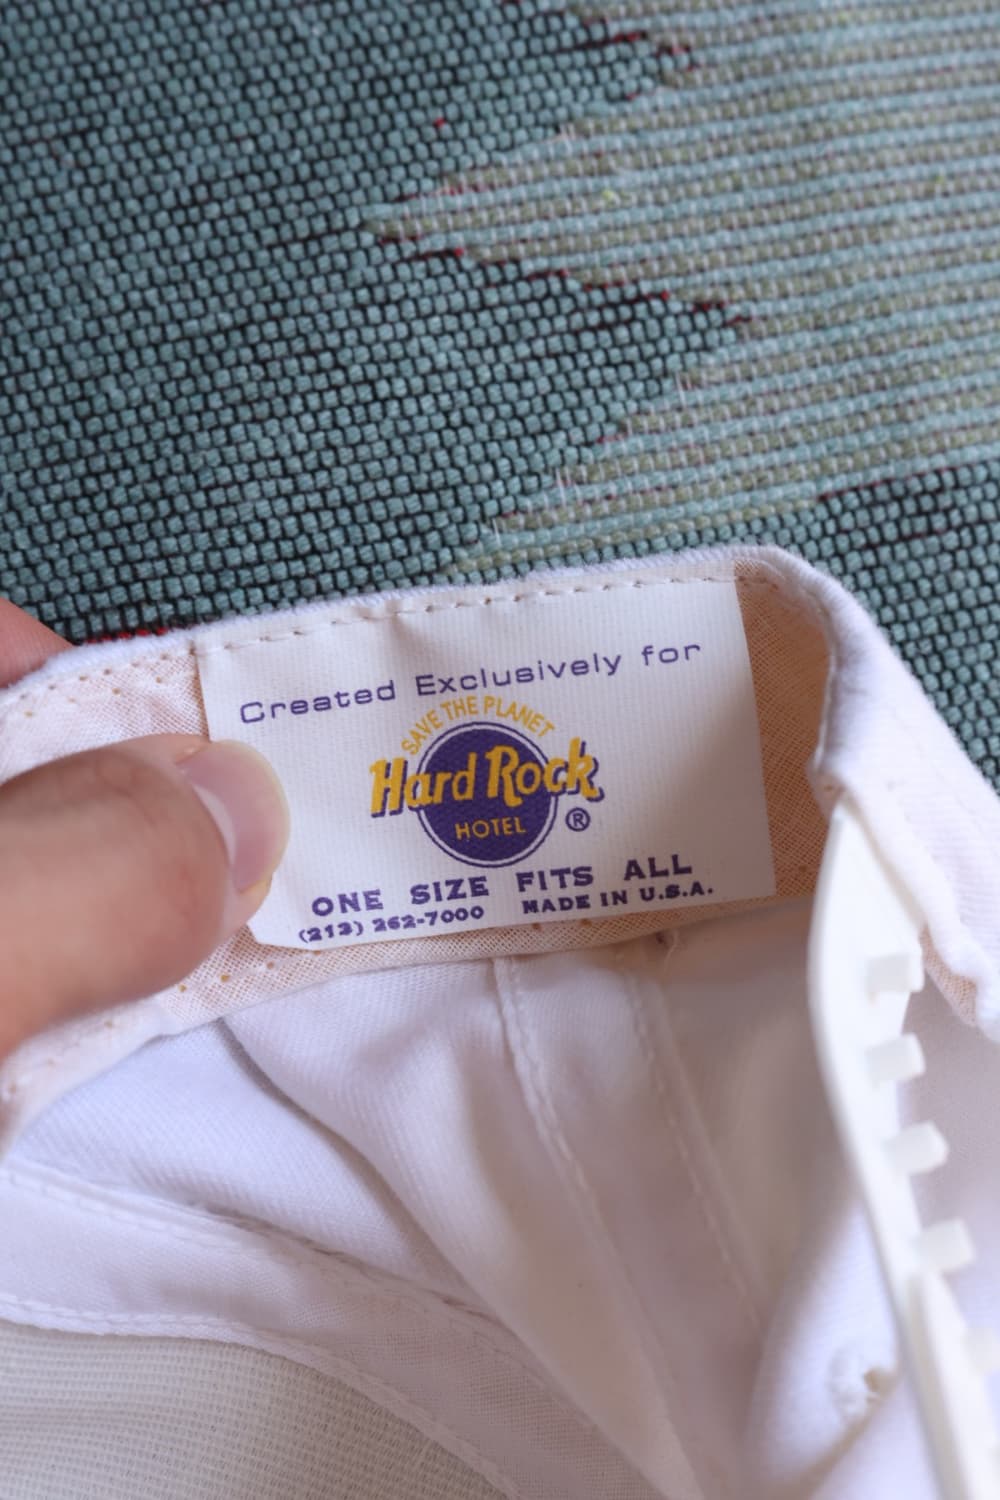 Created Exclusively for
SAVE THE PLANET
Hard Rock
HOTEL
®
ONE SIZE FITS ALL
(213) 262-7000 MADE IN U.S.A.